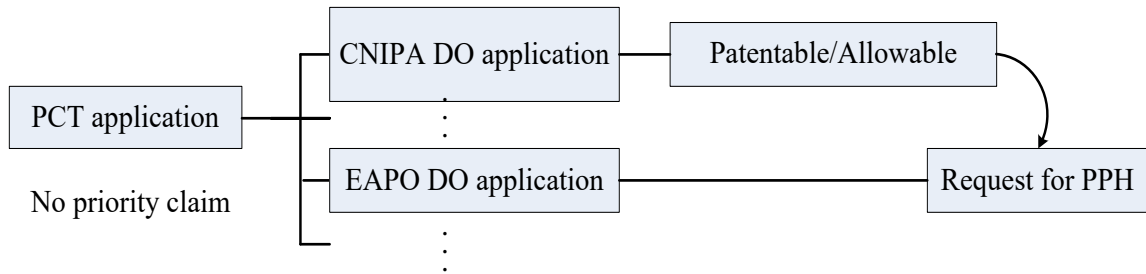 CNIPA DO application
Patentable/Allowable
PCT application
EAPO DO application
Request for PPH
No priority claim